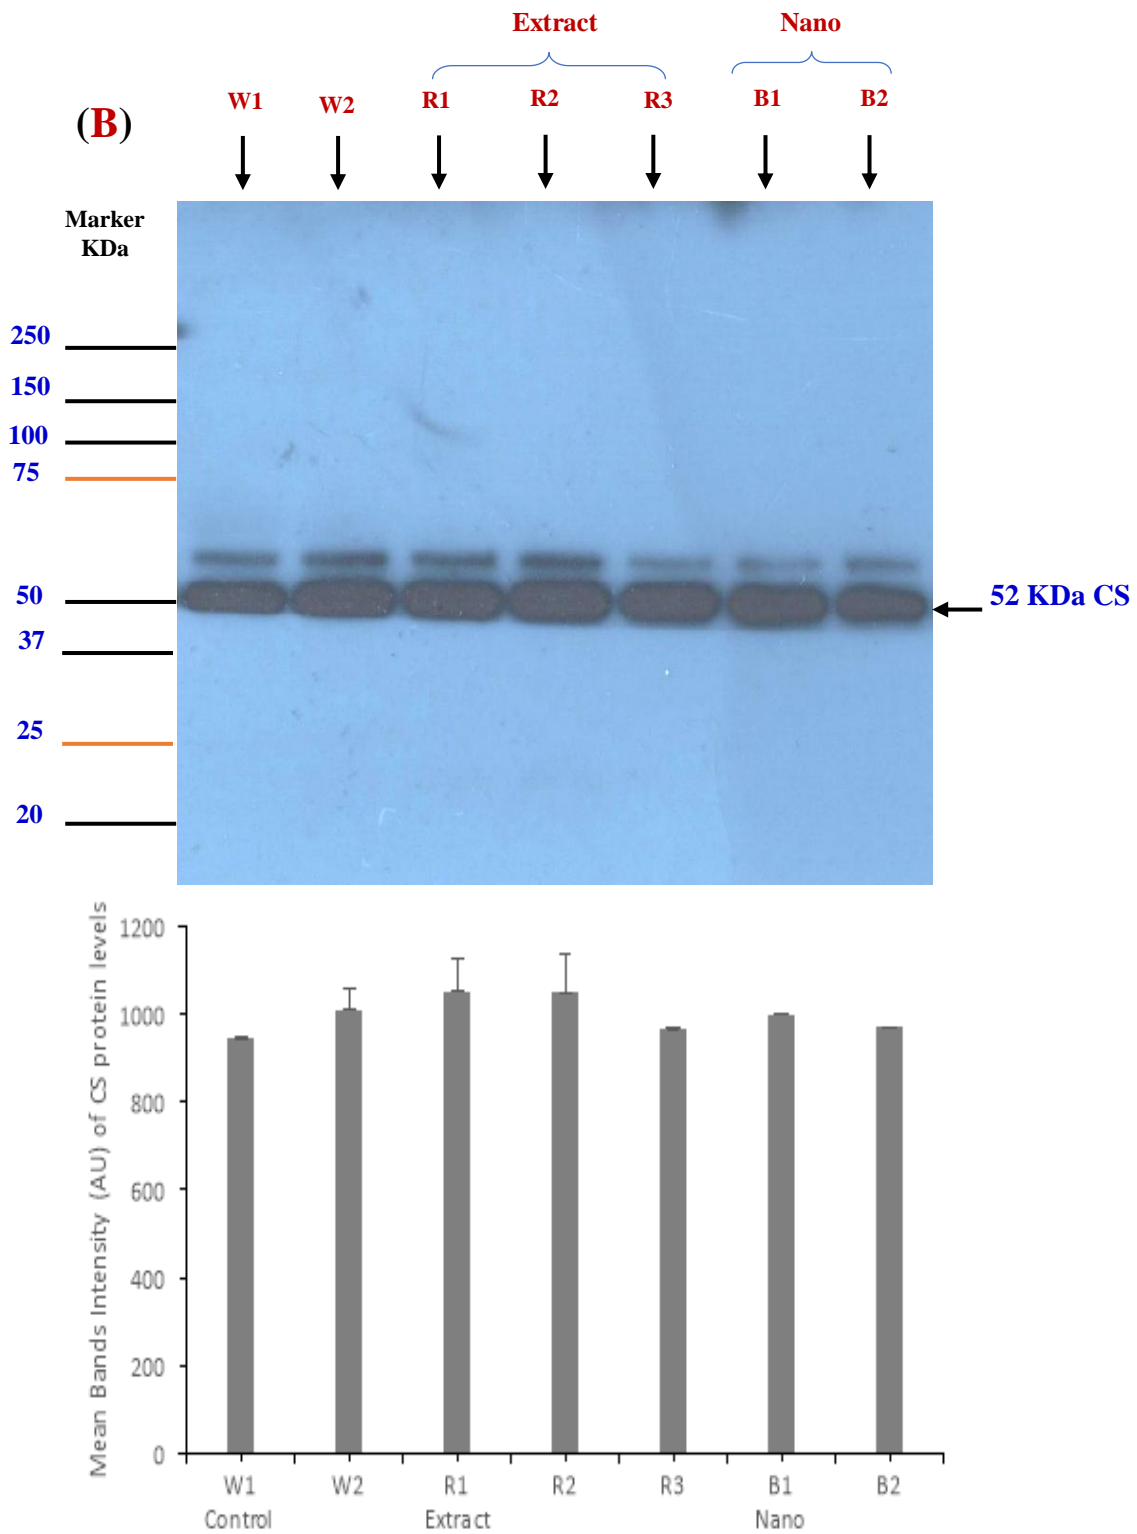 Extract Nano
W1 W2 R1 R2 R3 B1 B2
(B)
Marker
KDa
250
150
100
75
50
52 KDa CS
37
25
20
Mean Bands Intensity (AU) of CS protein levels
1200
1000
800
600
400
200
0
W1 W2 R1 R2 R3 B1 B2
Control Extract Nano